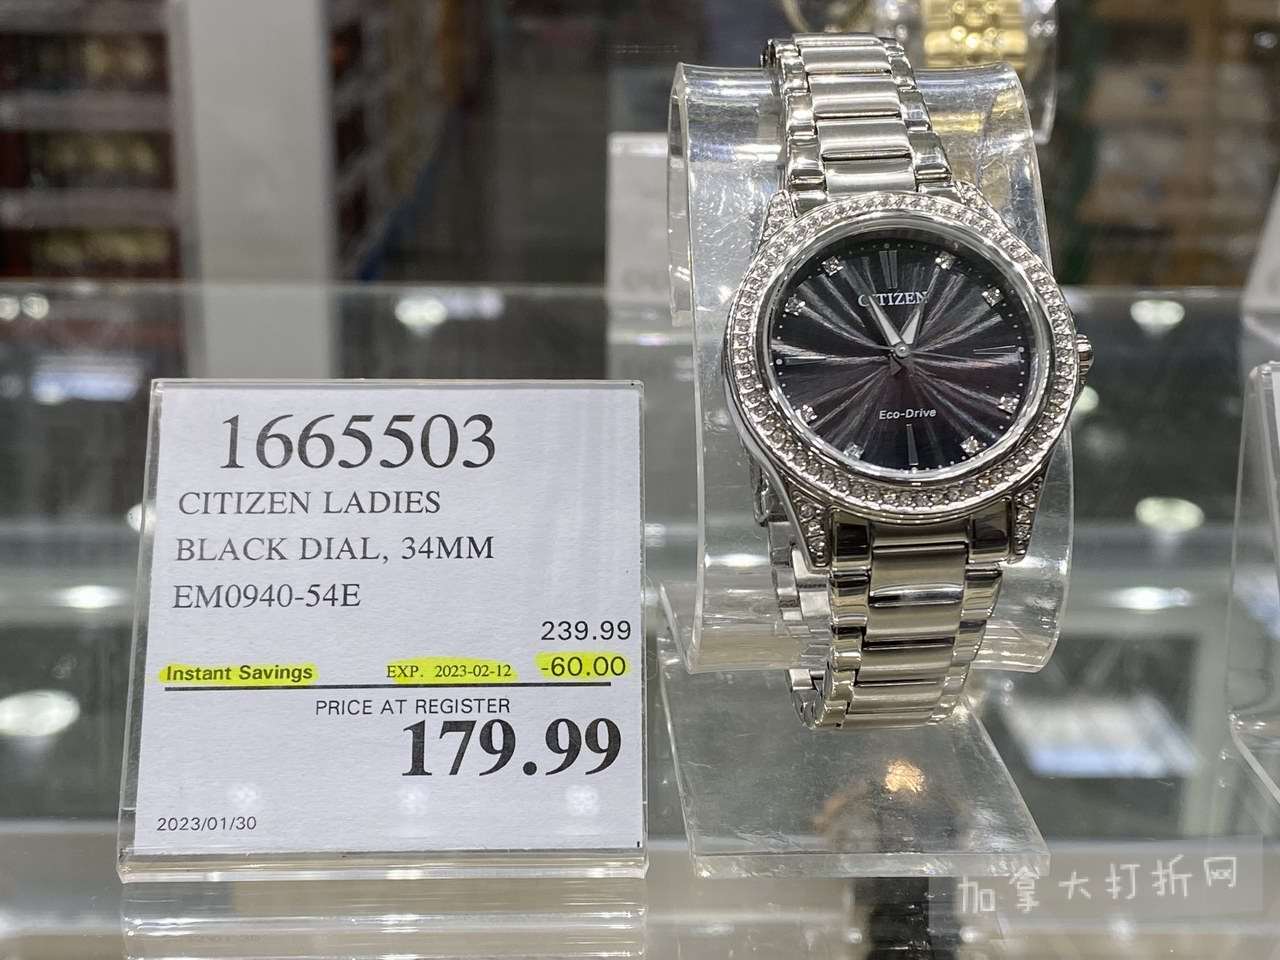 1665503
CITIZEN LADIES
BLACK DIAL, 34MM
EM0940-54E
239.99
Instant Savings EXP. 2023-02-12 -60.00
PRICE AT REGISTER
179.99
2023/01/30
CITIZEN
Eco-Drive
加拿大打折网